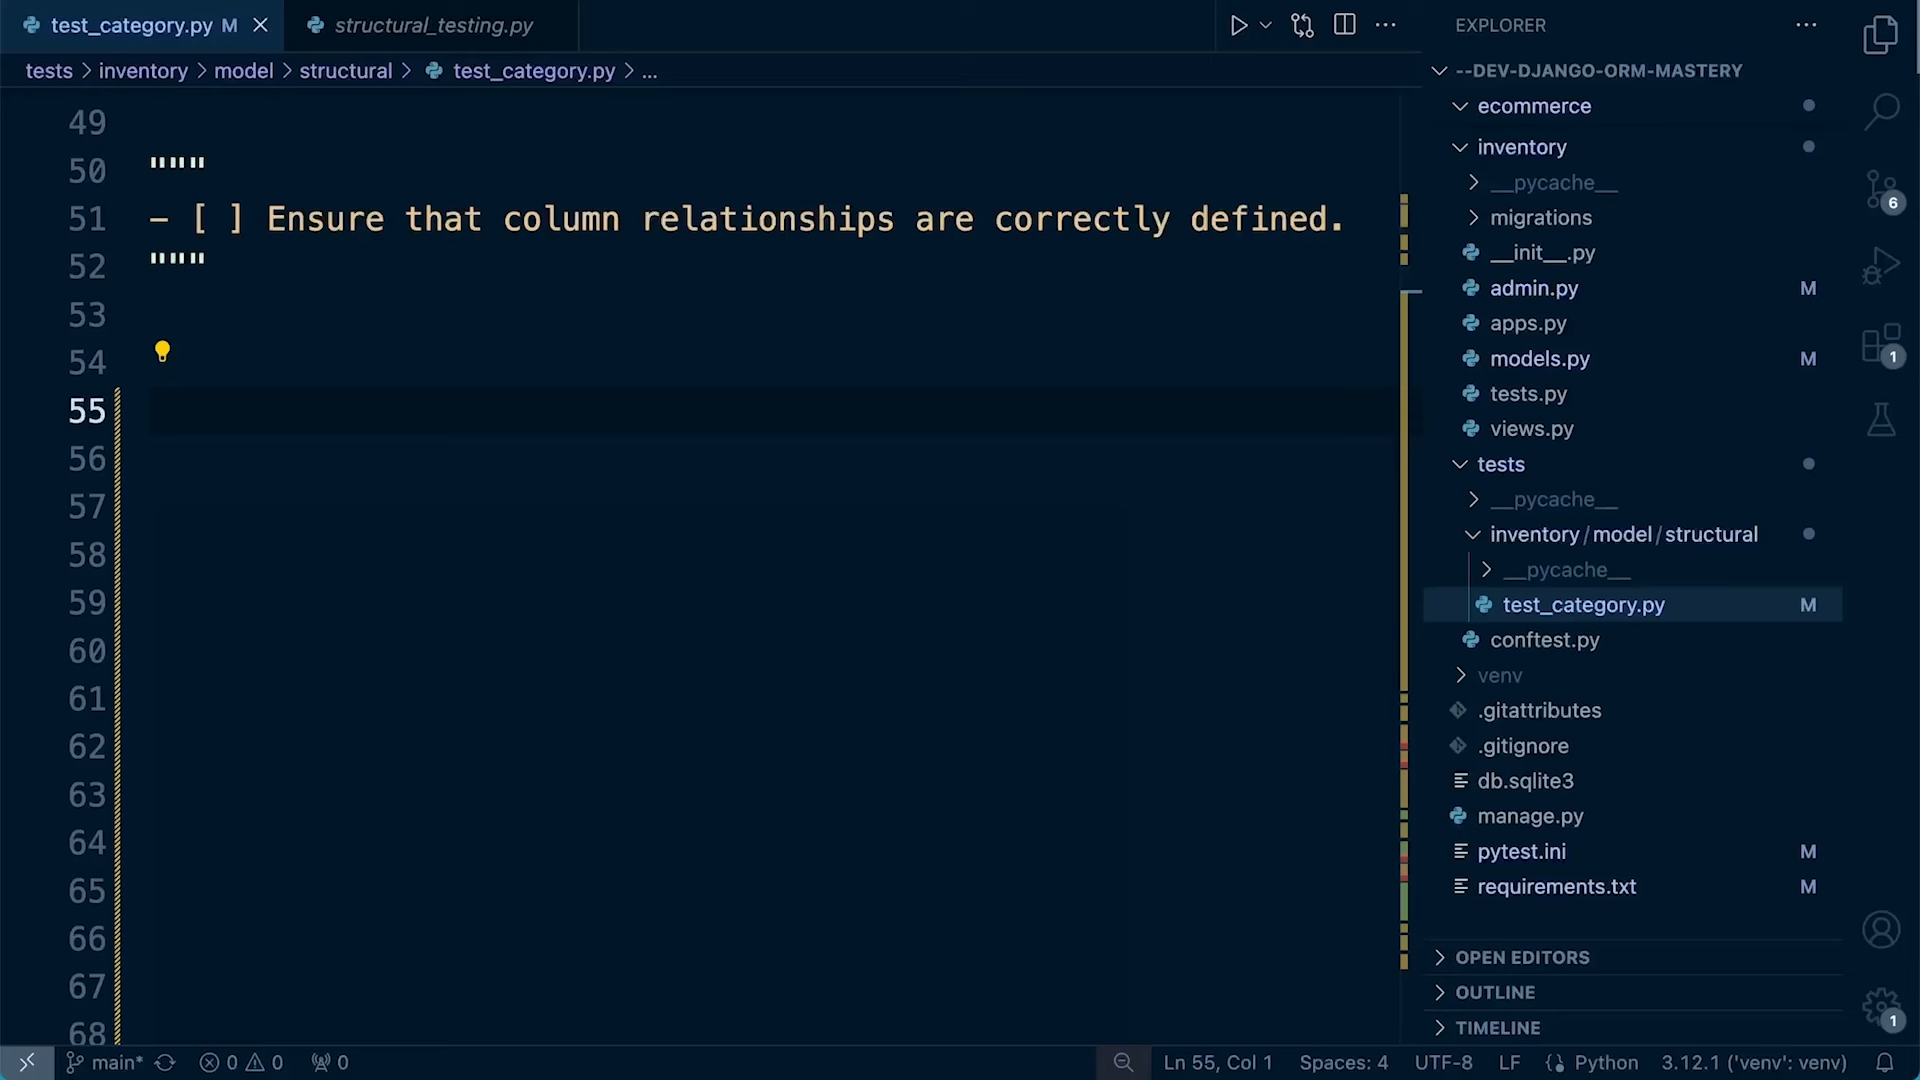 test_category.py M
structural_testing.py
tests > inventory > model > structural > test_category.py > ...
49
50 """
51 - [ ] Ensure that column relationships are correctly defined.
52 """
53
54
55
56
57
58
59
60
61
62
63
64
65
66
67
68
EXPLORER
--DEV-DJANGO-ORM-MASTERY
ecommerce
inventory
__pycache__
migrations
__init__.py
admin.py M
apps.py
models.py M
tests.py
views.py
tests
__pycache__
inventory/model/structural
__pycache__
test_category.py M
conftest.py
venv
.gitattributes
.gitignore
db.sqlite3
manage.py
pytest.ini M
requirements.txt M
OPEN EDITORS
OUTLINE
TIMELINE
6
1
1
main* 0 0 0 Ln 55, Col 1 Spaces: 4 UTF-8 LF Python 3.12.1 ('venv': venv)